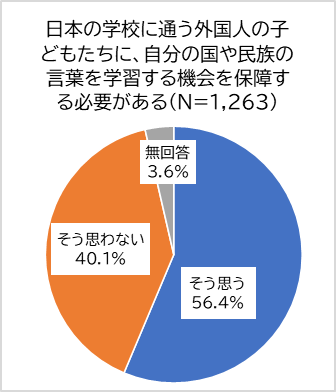 日本の学校に通う外国人の子
どもたちに、自分の国や民族の
言葉を学習する機会を保障す
る必要がある(N=1,263)
無回答
3.6%
そう思わない
40.1%
そう思う
56.4%